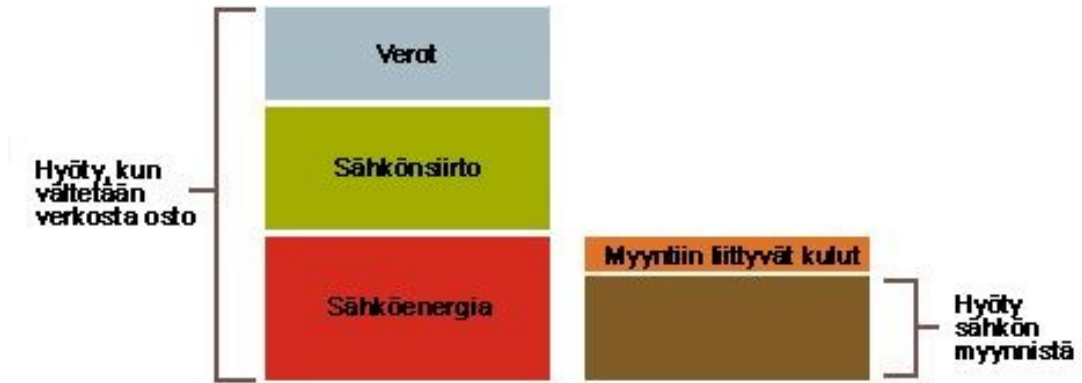 Verot
Sähkönsiirto
Hyöty, kun
vältetään
verkosta osto
Myyntiin liittyvät kulut
Sähköenergia
Hyöty
sähkön
myynnistä